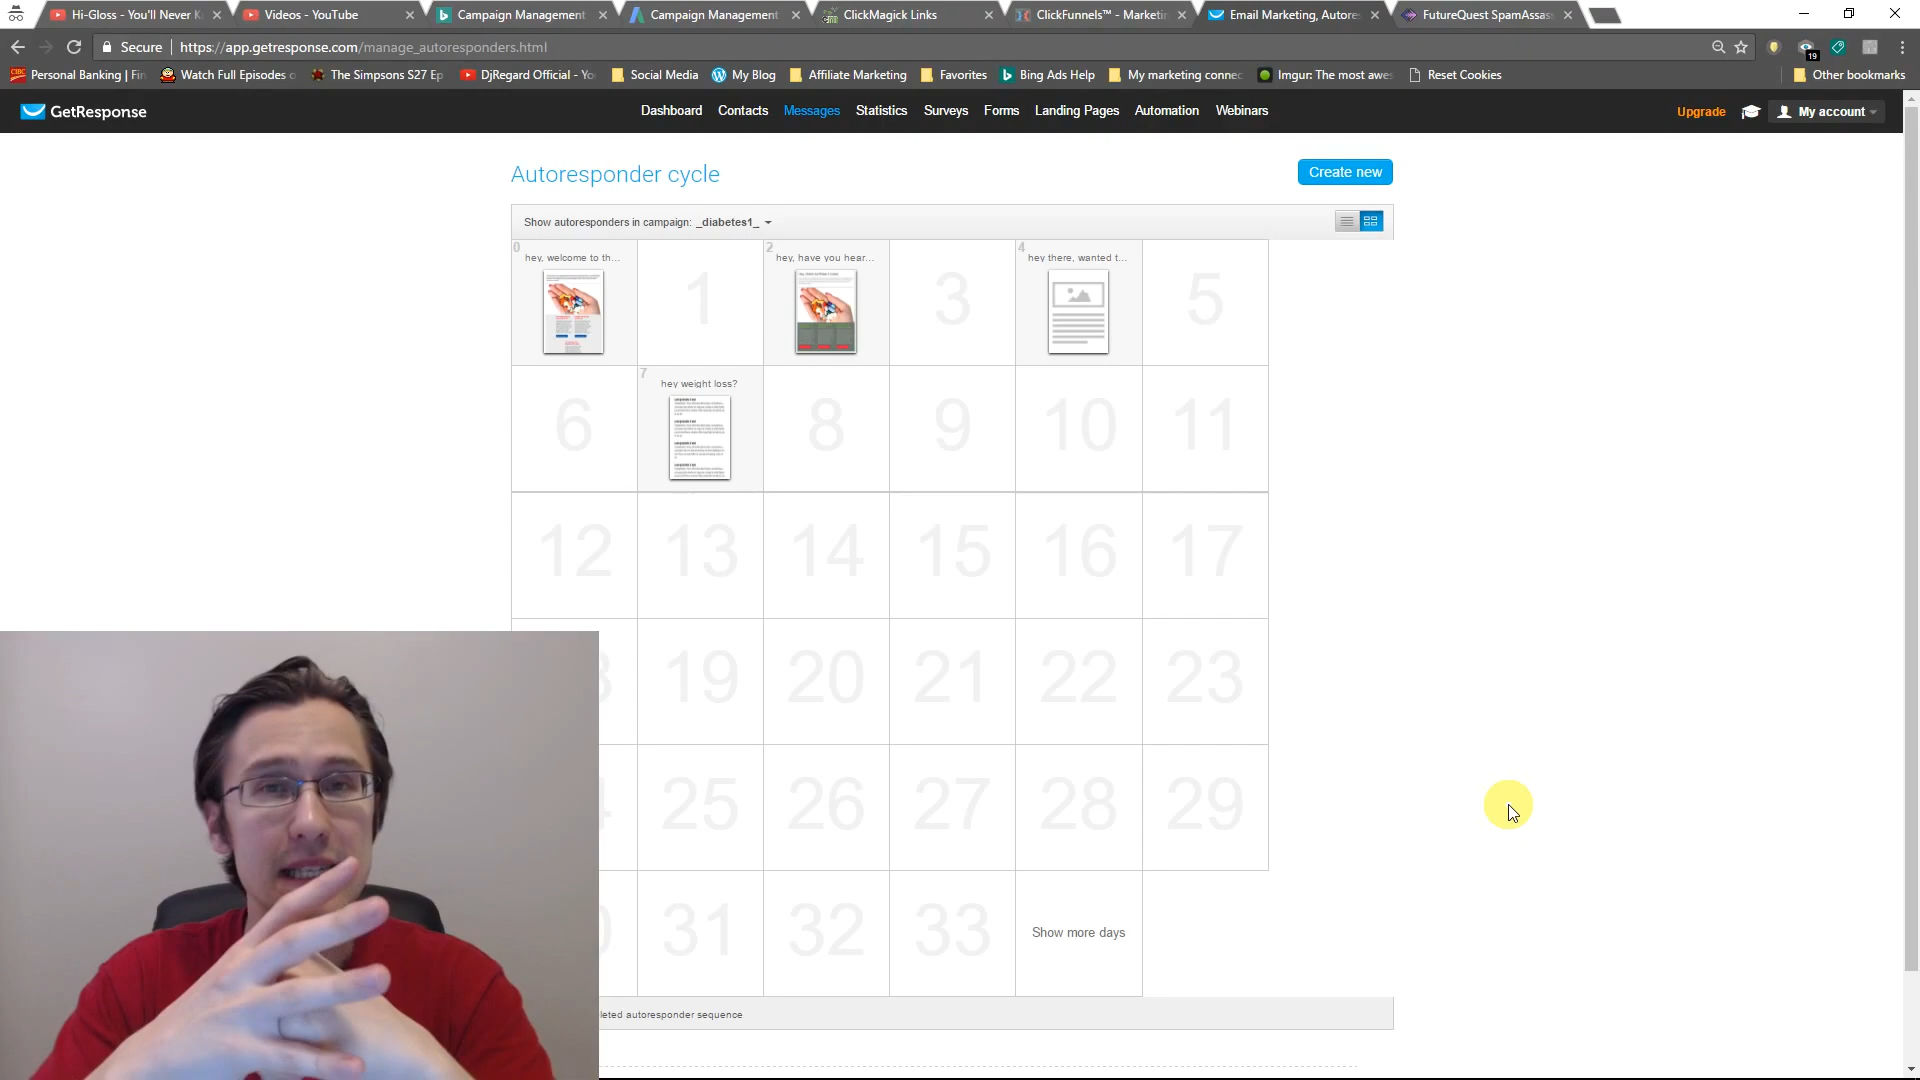 Hi-Gloss - You'll Never K
Videos - YouTube
Campaign Management
Campaign Management
ClickMagick Links
ClickFunnels™ - Marketin
Email Marketing, Autores
FutureQuest SpamAssas
Secure
https://app.getresponse.com/manage_autoresponders.html
19
CIBC Personal Banking | Fin
Watch Full Episodes o
The Simpsons S27 Ep
DjRegard Official - Yo
Social Media
My Blog
Affiliate Marketing
Favorites
Bing Ads Help
My marketing connec
Imgur: The most awes
Reset Cookies
Other bookmarks
GetResponse
Dashboard
Contacts
Messages
Statistics
Surveys
Forms
Landing Pages
Automation
Webinars
Upgrade
My account
Autoresponder cycle
Create new
Show autoresponders in campaign: _diabetes1_
0
hey, welcome to th...
1
2
hey, have you hear...
3
4
hey there, wanted t...
5
6
7
hey weight loss?
8
9
10
11
12
13
14
15
16
17
19
20
21
22
23
25
26
27
28
29
31
32
33
Show more days
leted autoresponder sequence